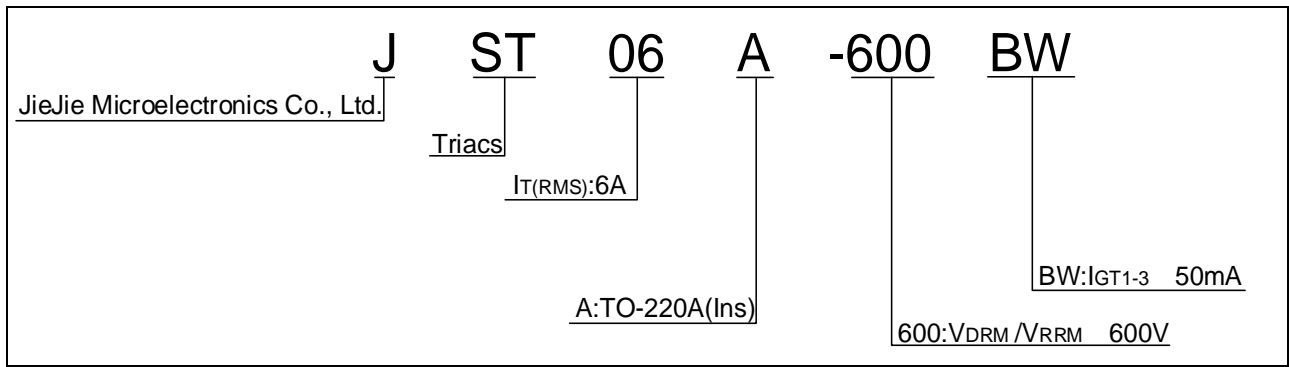 J ST 06 A -600 BW
JieJie Microelectronics Co., Ltd.
Triacs
IT(RMS):6A
BW:IGT1-3 50mA
A:TO-220A(Ins)
600:VDRM /VRRM 600V